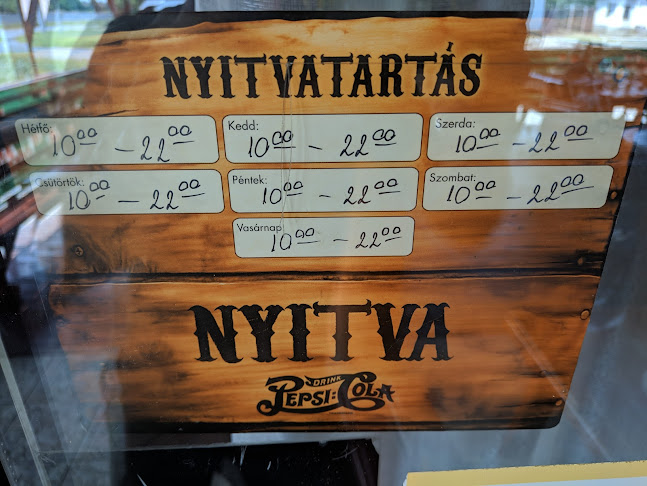 NYITVATARTÁS
Hétfő: 10⁰⁰ - 22⁰⁰ Kedd: 10⁰⁰ - 22⁰⁰ Szerda: 10⁰⁰ - 22⁰⁰
Csütörtök: 10⁰⁰ - 22⁰⁰ Péntek: 10⁰⁰ - 22⁰⁰ Szombat: 10⁰⁰ - 22⁰⁰
Vasárnap 10⁰⁰ - 22⁰⁰
NYITVA
DRINK
PEPSI:COLA